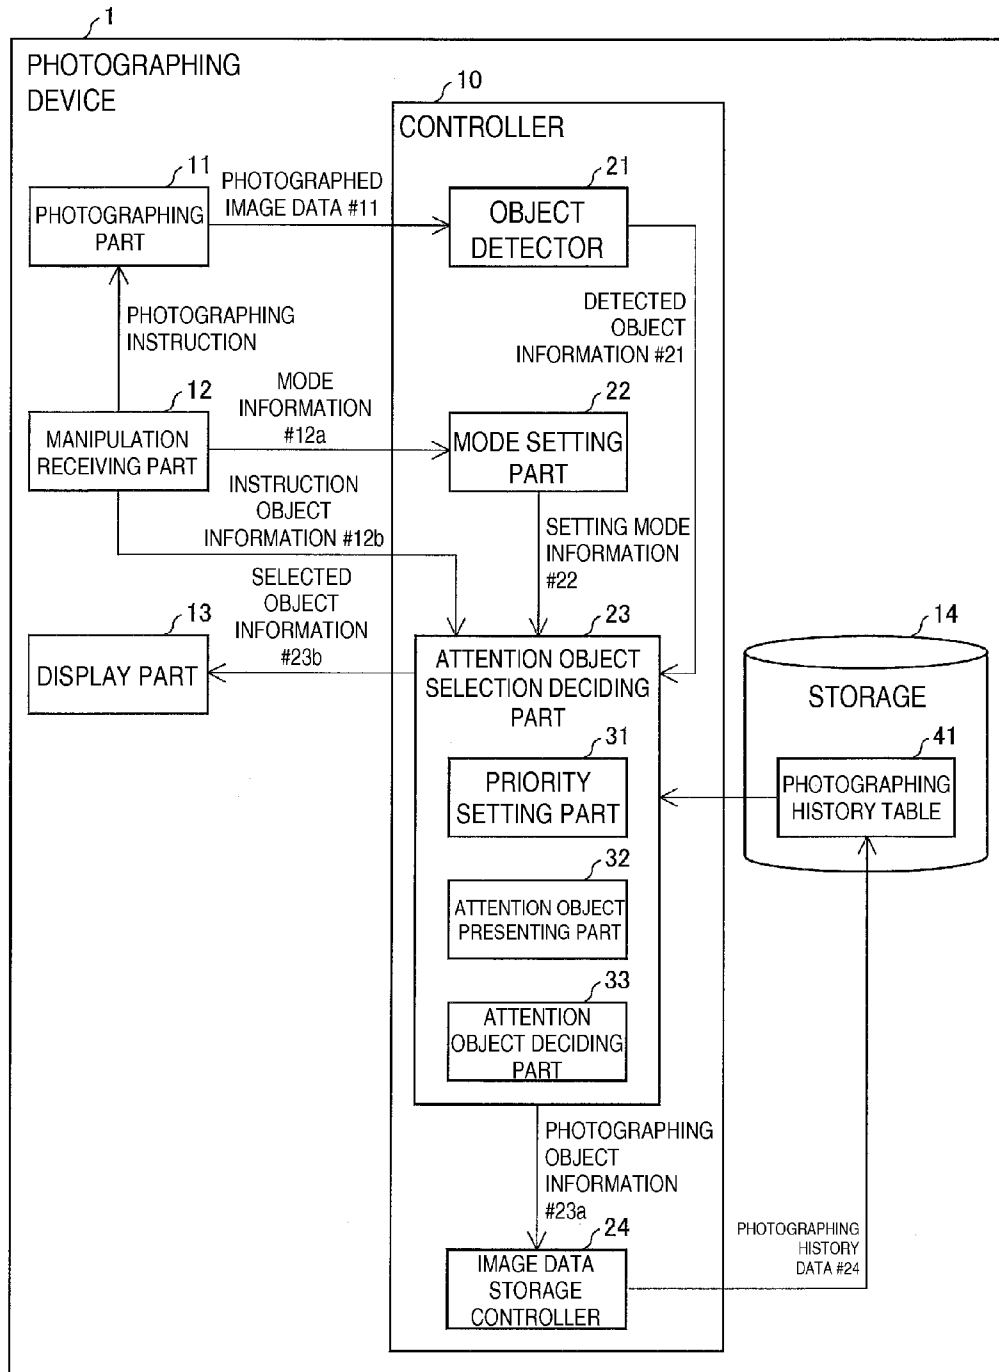 1
PHOTOGRAPHING
DEVICE
10
CONTROLLER
11
PHOTOGRAPHING
PART
PHOTOGRAPHED
IMAGE DATA #11
21
OBJECT
DETECTOR
PHOTOGRAPHING
INSTRUCTION
DETECTED
OBJECT
INFORMATION #21
12
MANIPULATION
RECEIVING PART
MODE
INFORMATION
#12a
22
MODE SETTING
PART
INSTRUCTION
OBJECT
INFORMATION #12b
SETTING MODE
INFORMATION
#22
13
DISPLAY PART
SELECTED
OBJECT
INFORMATION
#23b
23
ATTENTION OBJECT
SELECTION DECIDING
PART
14
STORAGE
31
PRIORITY
SETTING PART
41
PHOTOGRAPHING
HISTORY TABLE
32
ATTENTION OBJECT
PRESENTING PART
33
ATTENTION
OBJECT DECIDING
PART
PHOTOGRAPHING
OBJECT
INFORMATION
#23a
24
IMAGE DATA
STORAGE
CONTROLLER
PHOTOGRAPHING
HISTORY
DATA #24